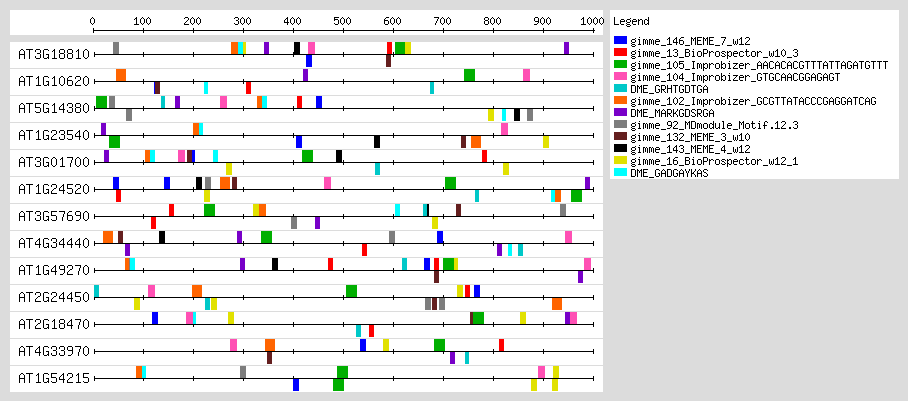 0 100 200 300 400 500 600 700 800 900 1000
AT3G18810
AT1G10620
AT5G14380
AT1G23540
AT3G01700
AT1G24520
AT3G57690
AT4G34440
AT1G49270
AT2G24450
AT2G18470
AT4G33970
AT1G54215
Legend
gimme_146_MEME_7_w12
gimme_13_BioProspector_w10_3
gimme_105_Improbizer_AACACACGTTTATTAGATGTTT
gimme_104_Improbizer_GTGCAACGGAGAGT
DME_GRHTGDTGA
gimme_102_Improbizer_GCGTTATACCCGAGGATCAG
DME_MARKGDSRGA
gimme_92_MDmodule_Motif.12.3
gimme_132_MEME_3_w10
gimme_143_MEME_4_w12
gimme_16_BioProspector_w12_1
DME_GADGAYKAS